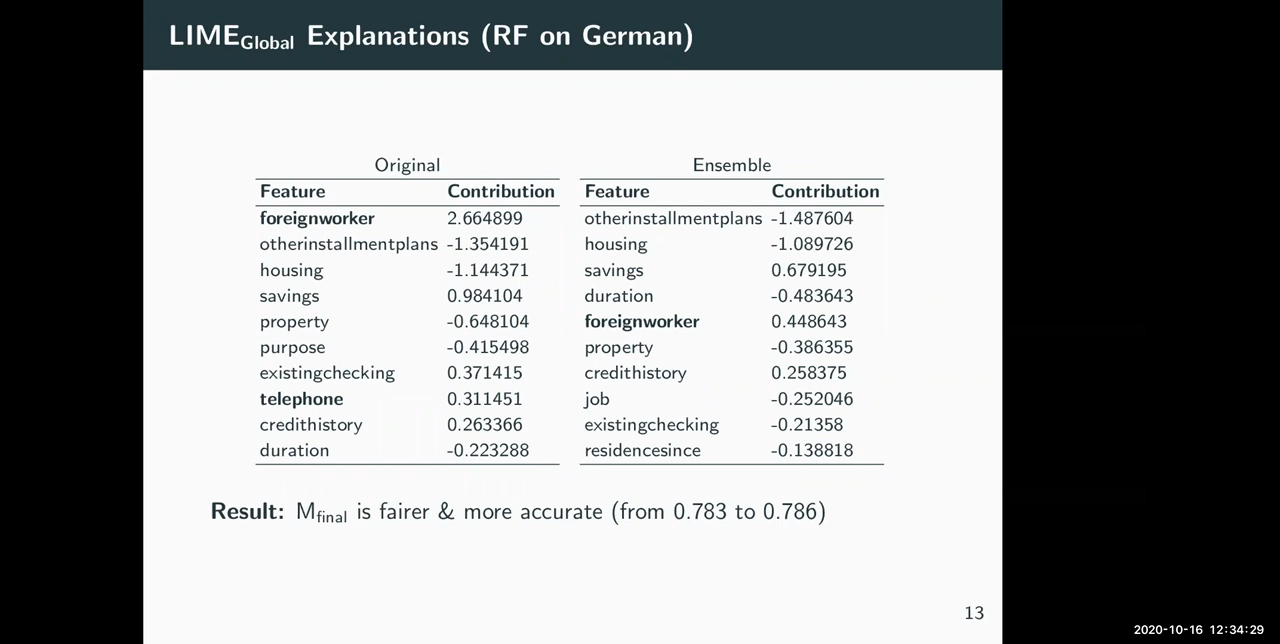 LIMEGlobal Explanations (RF on German)
Original
Feature Contribution
foreignworker 2.664899
otherinstallmentplans -1.354191
housing -1.144371
savings 0.984104
property -0.648104
purpose -0.415498
existingchecking 0.371415
telephone 0.311451
credithistory 0.263366
duration -0.223288
Ensemble
Feature Contribution
otherinstallmentplans -1.487604
housing -1.089726
savings 0.679195
duration -0.483643
foreignworker 0.448643
property -0.386355
credithistory 0.258375
job -0.252046
existingchecking -0.21358
residencesince -0.138818
Result: Mfinal is fairer & more accurate (from 0.783 to 0.786)
13
2020-10-16 12:34:29